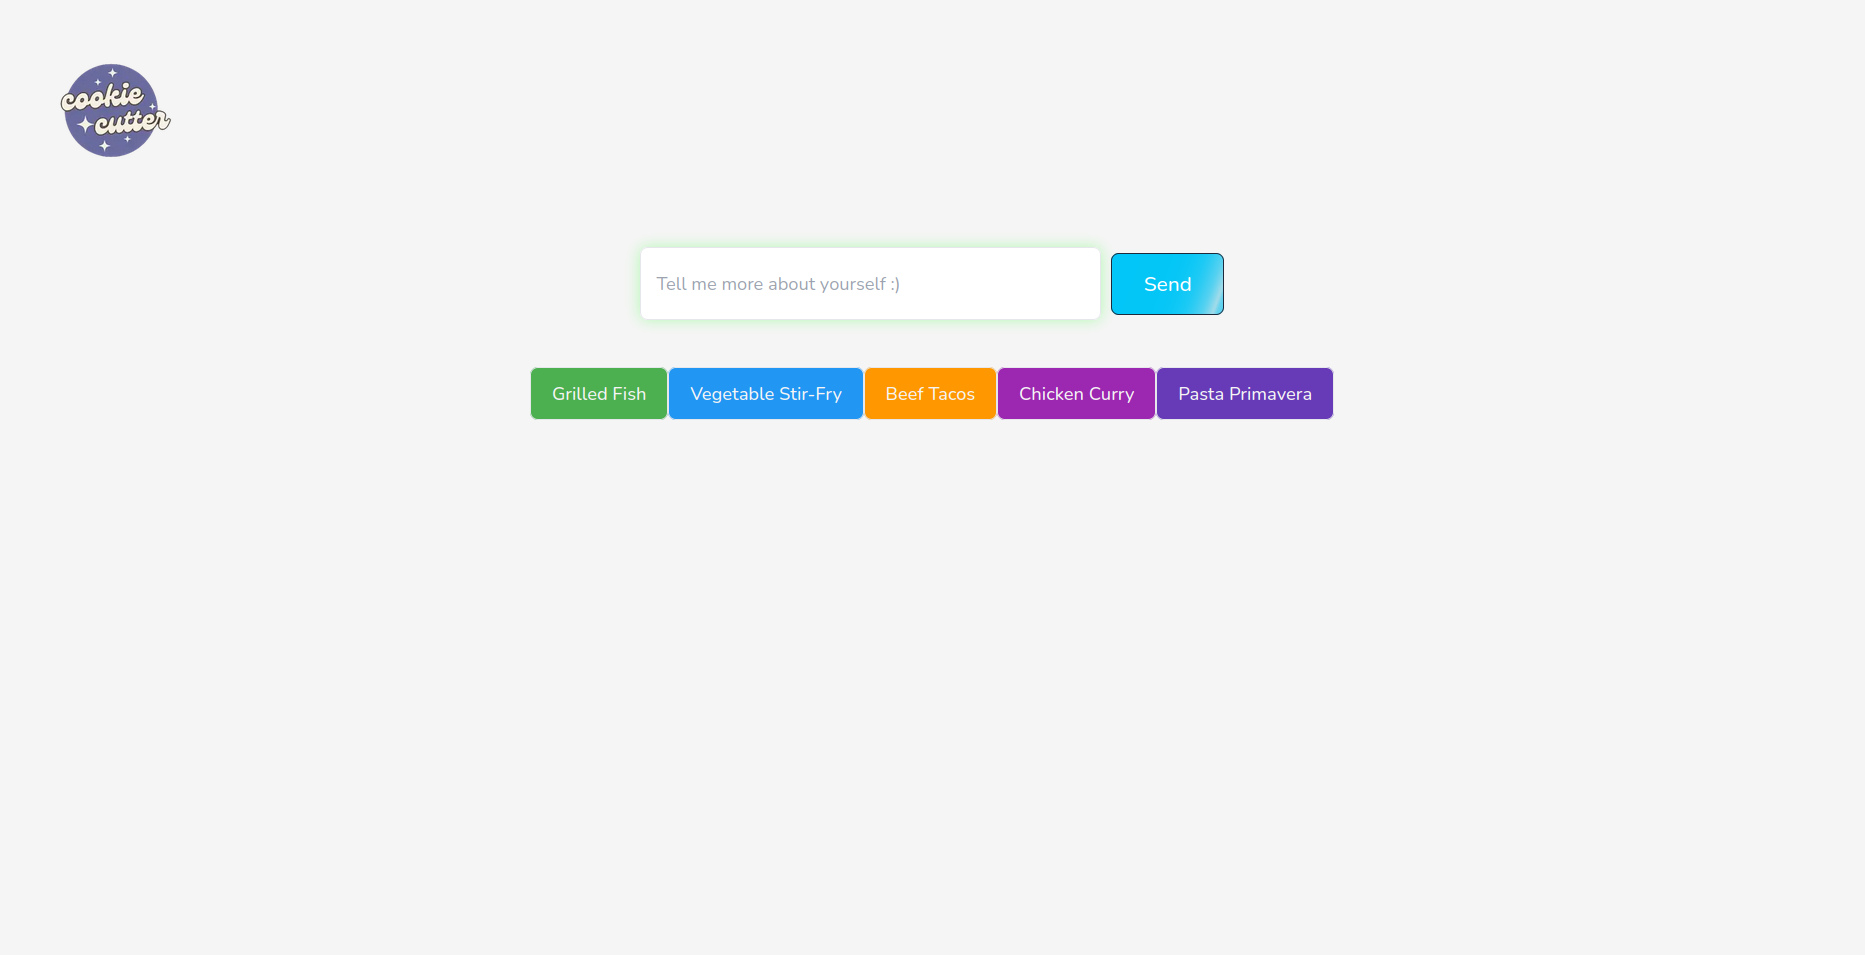 cookie
cutter
Tell me more about yourself :)
Send
Grilled Fish
Vegetable Stir-Fry
Beef Tacos
Chicken Curry
Pasta Primavera